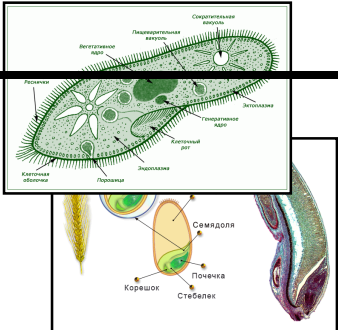 Сократительная
вакуоль
Пищеварительная
вакуоль
Вегетативное
ядро
Реснички
Эктоплазма
Генеративное
ядро
Клеточный
рот
Эндоплазма
Клеточная
оболочка
Порошица
Семядоля
Почечка
Корешок
Стебелек